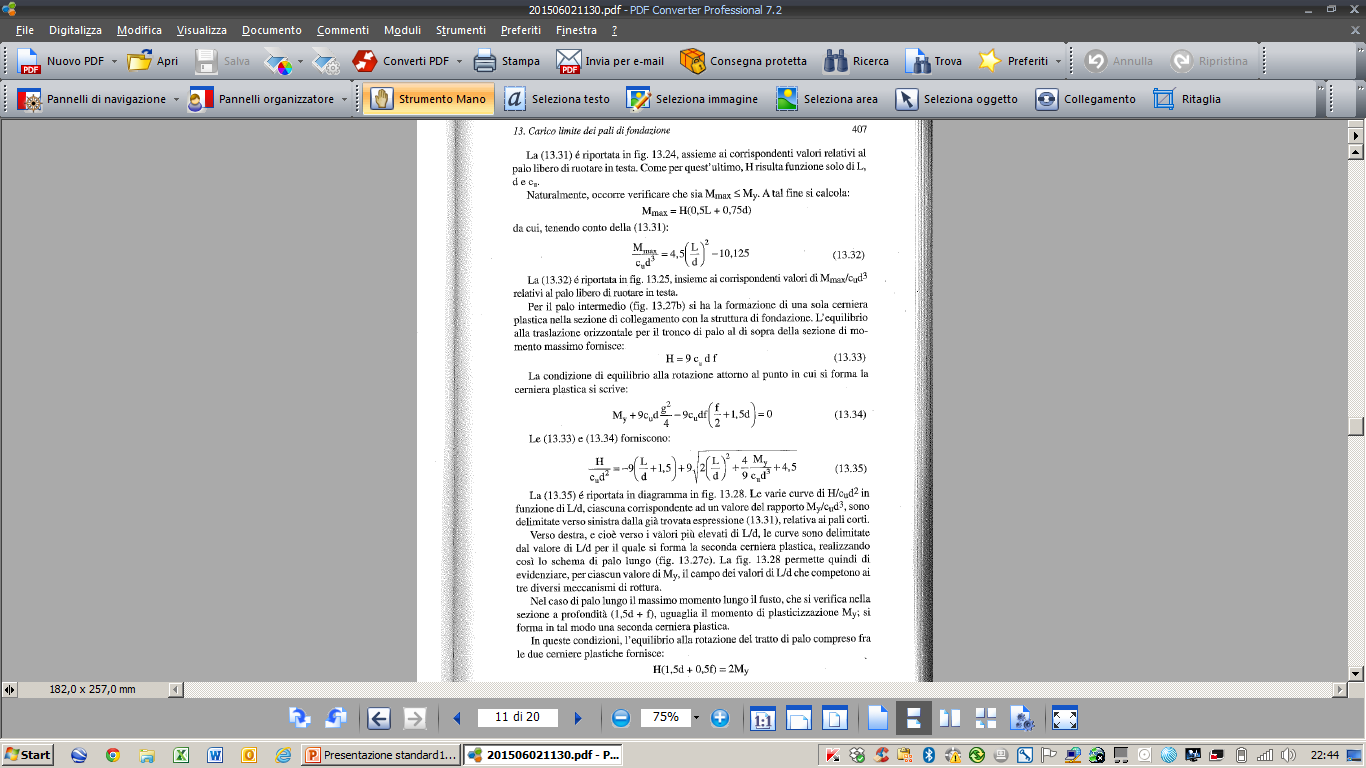 201506021130.pdf - PDF Converter Professional 7.2
File Digitalizza Modifica Visualizza Documento Commenti Moduli Strumenti Preferiti Finestra ?
Nuovo PDF Apri Salva Converti PDF Stampa Invia per e-mail Consegna protetta Ricerca Trova Preferiti Annulla Ripristina
Pannelli di navigazione Pannelli organizzatore Strumento Mano Seleziona testo Seleziona immagine Seleziona area Seleziona oggetto Collegamento Ritaglia
13. Carico limite dei pali di fondazione 407
La (13.31) é riportata in fig. 13.24, assieme ai corrispondenti valori relativi al
palo libero di ruotare in testa. Come per quest'ultimo, H risulta funzione solo di L,
d e cu.
Naturalmente, occorre verificare che sia Mmax ≤ My. A tal fine si calcola:
Mmax = H(0,5L + 0,75d)
da cui, tenendo conto della (13.31):
Mmax/cud³ = 4,5(L/d)² − 10,125 (13.32)
La (13.32) é riportata in fig. 13.25, insieme ai corrispondenti valori di Mmax/cud³
relativi al palo libero di ruotare in testa.
Per il palo intermedio (fig. 13.27b) si ha la formazione di una sola cerniera
plastica nella sezione di collegamento con la struttura di fondazione. L'equilibrio
alla traslazione orizzontale per il tronco di palo al di sopra della sezione di mo-
mento massimo fornisce:
H = 9 cu d f (13.33)
La condizione di equilibrio alla rotazione attorno al punto in cui si forma la
cerniera plastica si scrive:
My + 9cud g²/4 − 9cudf(f/2 + 1,5d) = 0 (13.34)
Le (13.33) e (13.34) forniscono:
H/cud² = −9(L/d + 1,5) + 9√(2(L/d)² + 4/9 My/cud³ + 4,5) (13.35)
La (13.35) é riportata in diagramma in fig. 13.28. Le varie curve di H/cud² in
funzione di L/d, ciascuna corrispondente ad un valore del rapporto My/cud³, sono
delimitate verso sinistra dalla già trovata espressione (13.31), relativa ai pali corti.
Verso destra, e cioè verso i valori più elevati di L/d, le curve sono delimitate
dal valore di L/d per il quale si forma la seconda cerniera plastica, realizzando
così lo schema di palo lungo (fig. 13.27c). La fig. 13.28 permette quindi di
evidenziare, per ciascun valore di My, il campo dei valori di L/d che competono ai
tre diversi meccanismi di rottura.
Nel caso di palo lungo il massimo momento lungo il fusto, che si verifica nella
sezione a profondità (1,5d + f), uguaglia il momento di plasticizzazione My; si
forma in tal modo una seconda cerniera plastica.
In queste condizioni, l'equilibrio alla rotazione del tratto di palo compreso fra
le due cerniere plastiche fornisce:
H(1,5d + 0,5f) = 2My
182,0 x 257,0 mm
11 di 20 75% 1:1
Start Presentazione standard1... 201506021130.pdf - P... 22:44